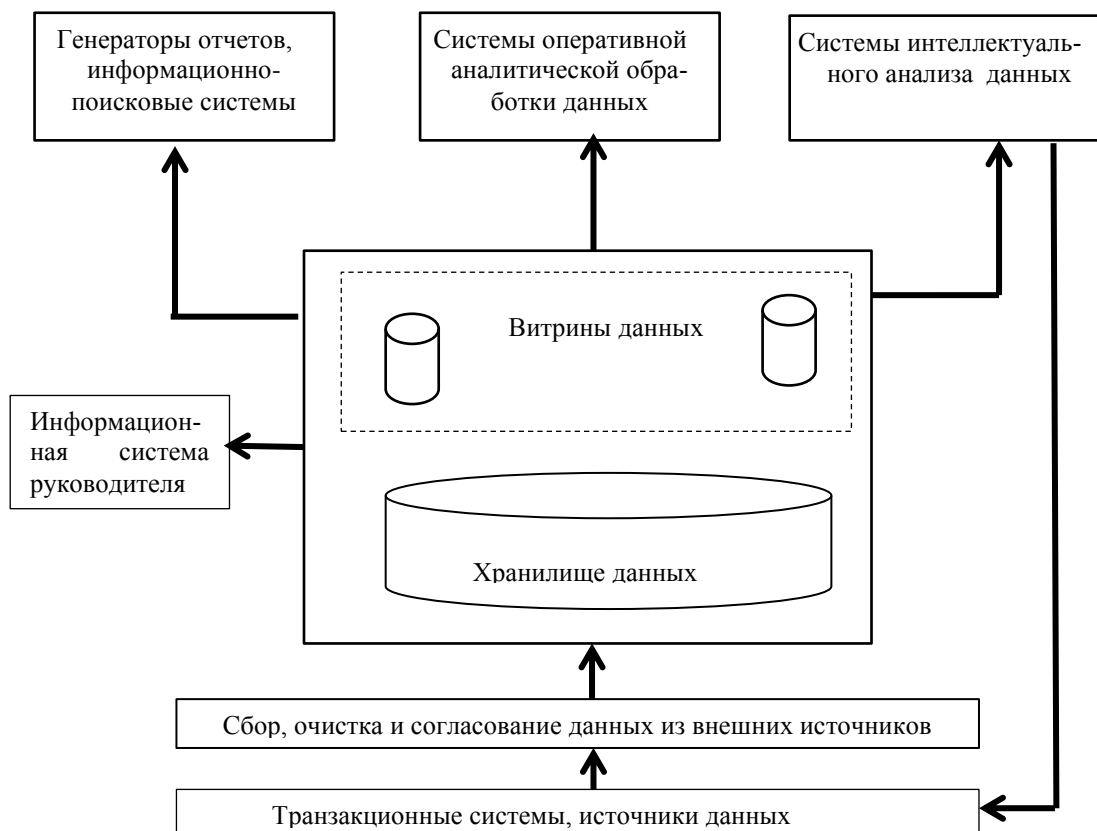 Генераторы отчетов,
информационно-
поисковые системы
Системы оперативной
аналитической обра-
ботки данных
Системы интеллектуаль-
ного анализа данных
Витрины данных
Информацион-
ная система
руководителя
Хранилище данных
Сбор, очистка и согласование данных из внешних источников
Транзакционные системы, источники данных